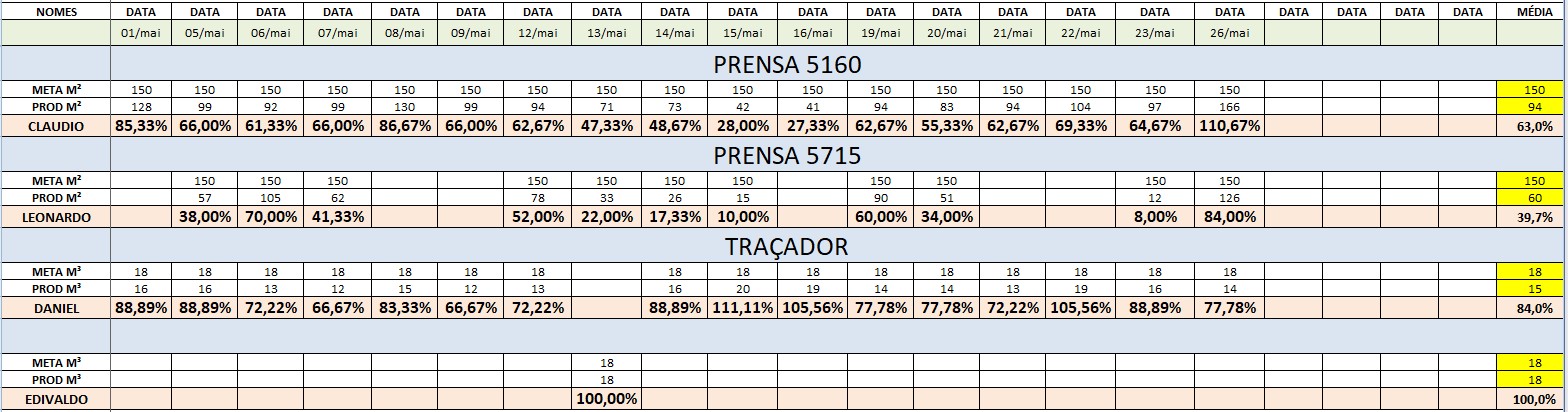 NOMES DATA DATA DATA DATA DATA DATA DATA DATA DATA DATA DATA DATA DATA DATA DATA DATA DATA DATA DATA DATA DATA MÉDIA
01/mai 05/mai 06/mai 07/mai 08/mai 09/mai 12/mai 13/mai 14/mai 15/mai 16/mai 19/mai 20/mai 21/mai 22/mai 23/mai 26/mai
PRENSA 5160
META M² 150 150 150 150 150 150 150 150 150 150 150 150 150 150 150 150 150 150
PROD M² 128 99 92 99 130 99 94 71 73 42 41 94 83 94 104 97 166 94
CLAUDIO 85,33% 66,00% 61,33% 66,00% 86,67% 66,00% 62,67% 47,33% 48,67% 28,00% 27,33% 62,67% 55,33% 62,67% 69,33% 64,67% 110,67% 63,0%
PRENSA 5715
META M² 150 150 150 150 150 150 150 150 150 150 150 150
PROD M² 57 105 62 78 33 26 15 90 51 12 126 60
LEONARDO 38,00% 70,00% 41,33% 52,00% 22,00% 17,33% 10,00% 60,00% 34,00% 8,00% 84,00% 39,7%
TRAÇADOR
META M³ 18 18 18 18 18 18 18 18 18 18 18 18 18 18 18 18 18
PROD M³ 16 16 13 12 15 12 13 16 20 19 14 14 13 19 16 14 15
DANIEL 88,89% 88,89% 72,22% 66,67% 83,33% 66,67% 72,22% 88,89% 111,11% 105,56% 77,78% 77,78% 72,22% 105,56% 88,89% 77,78% 84,0%
META M³ 18 18
PROD M³ 18 18
EDIVALDO 100,00% 100,0%